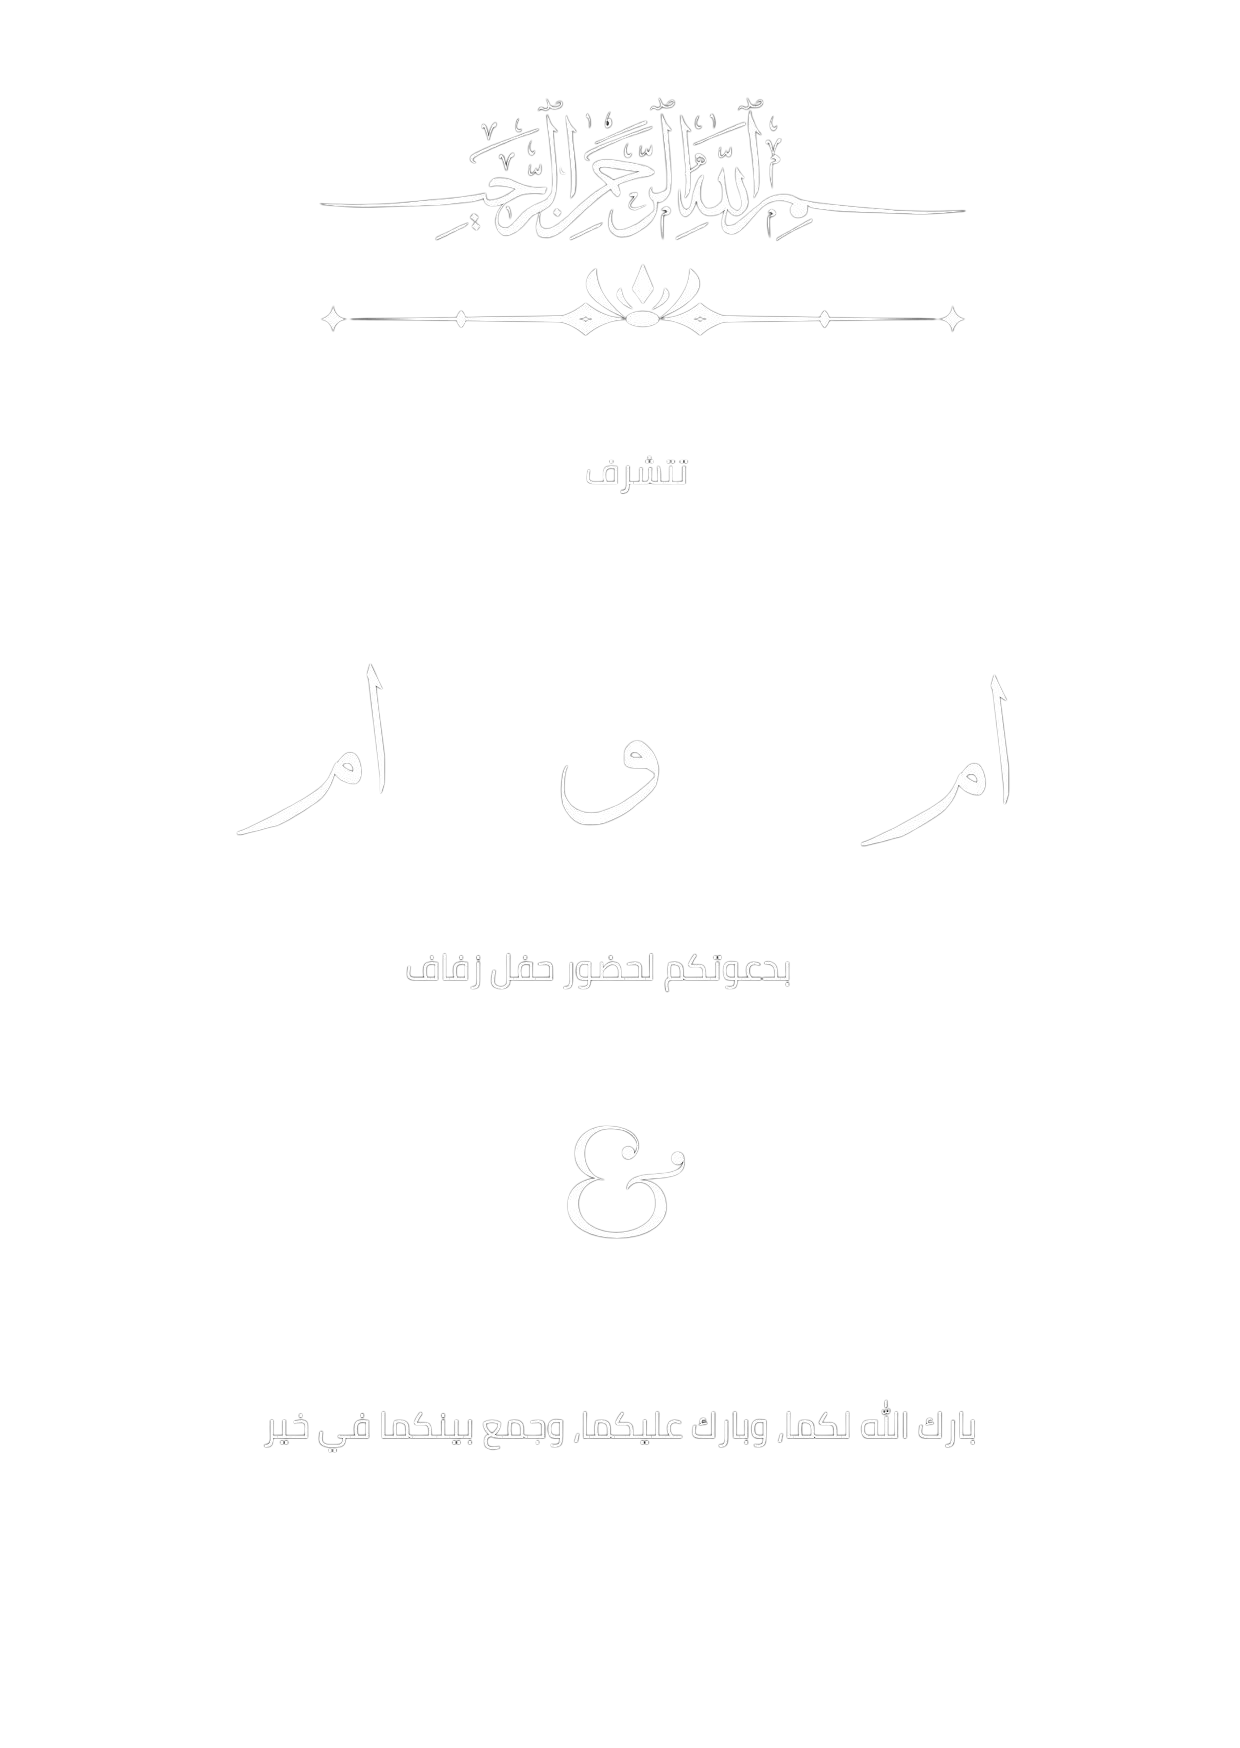 بسم الله الرحمن الرحيم
تتشرف
ام و ام
بدعوتكم لحضور حفل زفاف
&
بارك الله لكما, وبارك عليكما, وجمع بينكما في خير